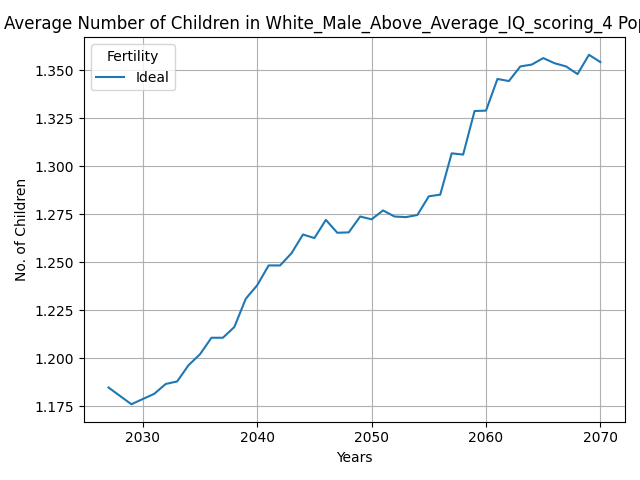 Average Number of Children in White_Male_Above_Average_IQ_scoring_4 Pop
Fertility
Ideal
1.350
1.325
1.300
1.275
1.250
1.225
1.200
1.175
No. of Children
2030 2040 2050 2060 2070
Years